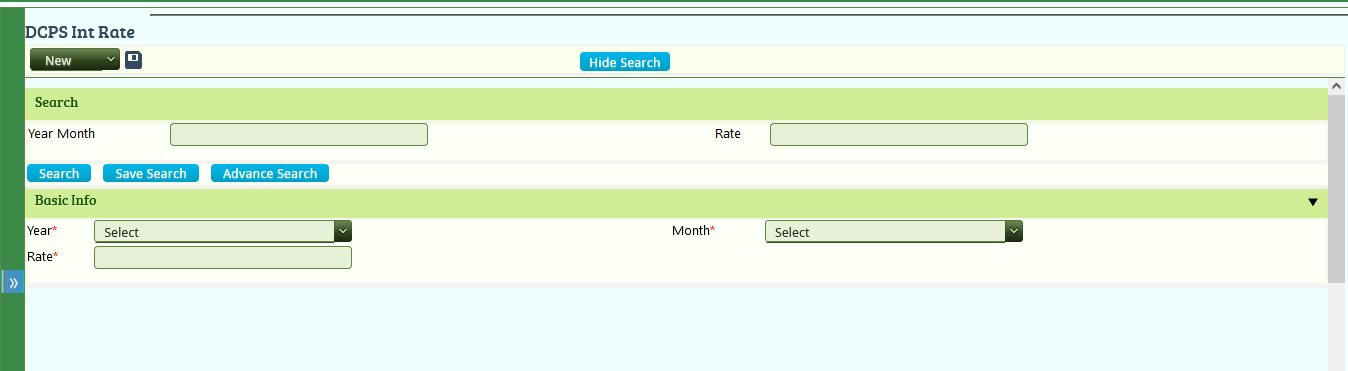 DCPS Int Rate
New
Hide Search
Search
Year Month
Rate
Search Save Search Advance Search
Basic Info
Year* Select Month* Select
Rate*